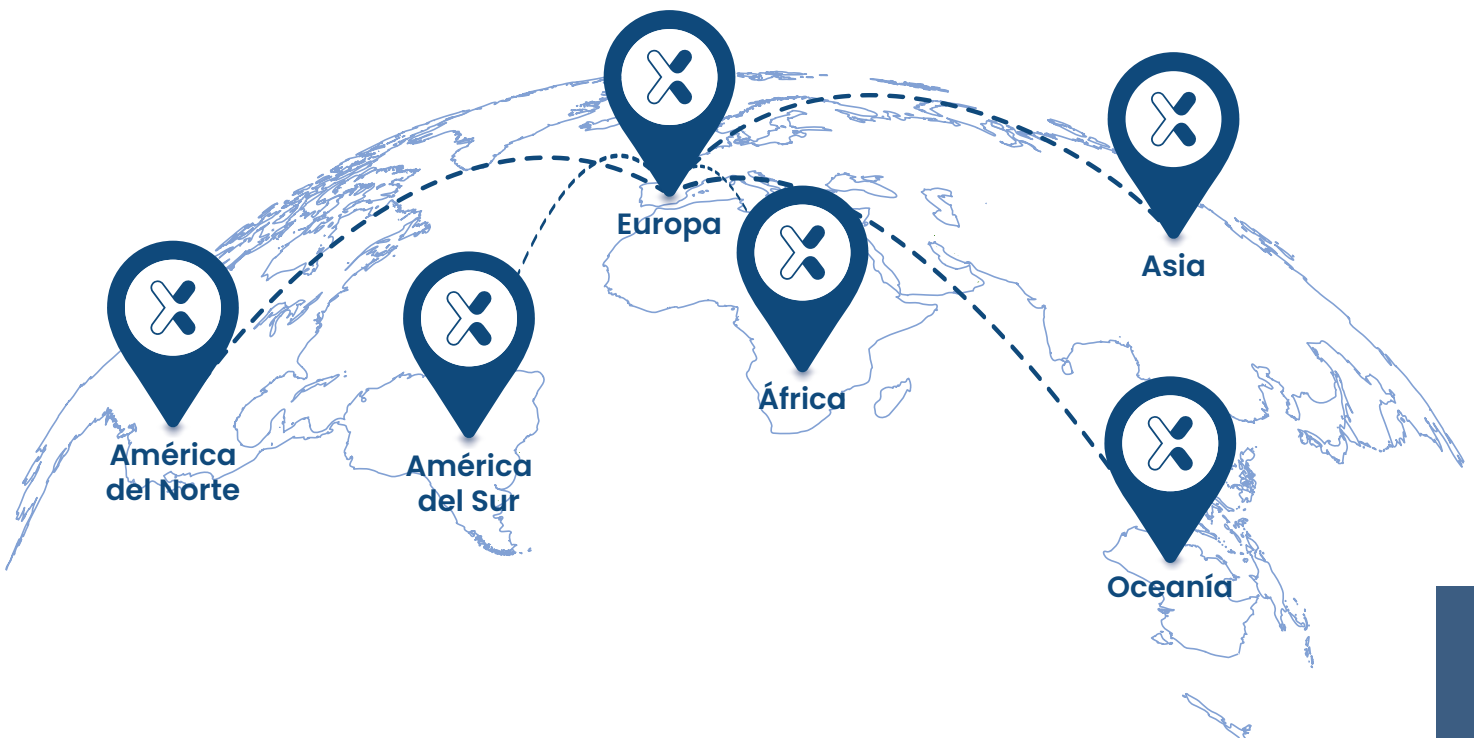 Europa
Asia
África
América
del Norte
América
del Sur
Oceanía